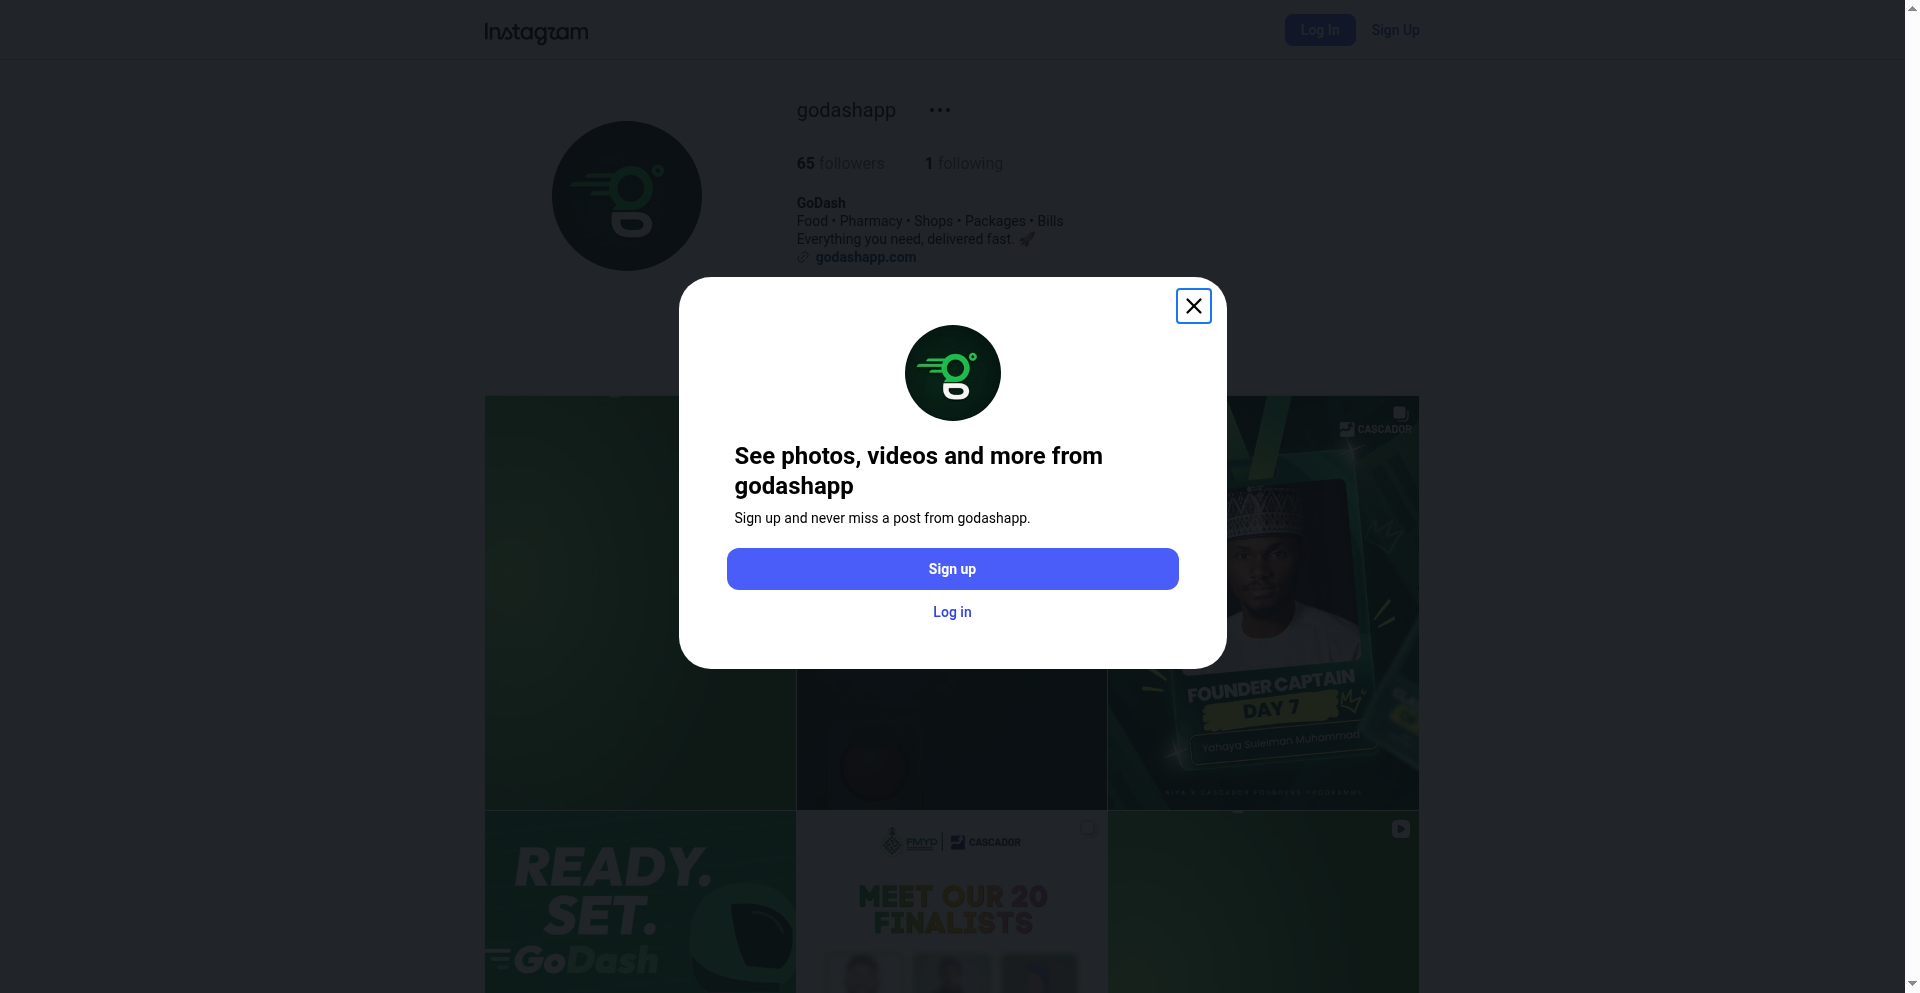 Instagram
Log In
Sign Up
godashapp
65 followers
1 following
GoDash
Food • Pharmacy • Shops • Packages • Bills
Everything you need, delivered fast. 🚀
godashapp.com
See photos, videos and more from
godashapp
Sign up and never miss a post from godashapp.
Sign up
Log in
CASCADOR
FOUNDER CAPTAIN
DAY 7
Yahaya Suleiman Muhammad
READY.
SET.
GoDash
FMYD
CASCADOR
MEET OUR 20
FINALISTS